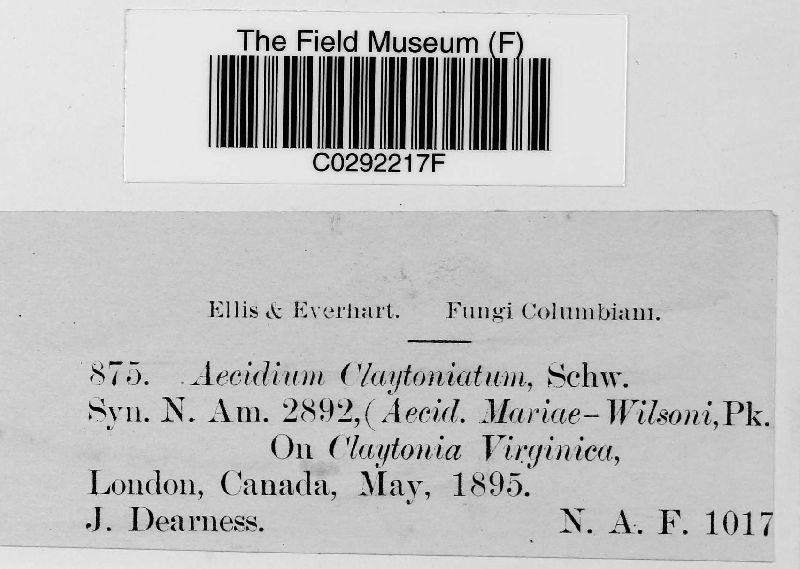 The Field Museum (F)
C0292217F
Ellis & Everhart. Fungi Columbiani.
875. Aecidium Claytoniatum, Schw.
Syn. N. Am. 2892, (Aecid. Mariae-Wilsoni, Pk.
On Claytonia Virginica,
London, Canada, May, 1895.
J. Dearness. N. A. F. 1017